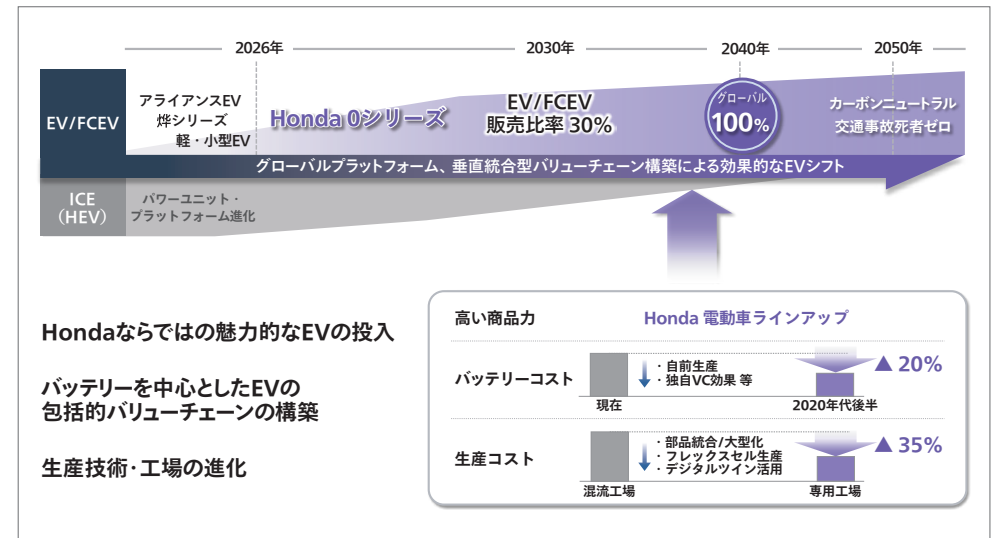 2026年
2030年
2040年
2050年
EV/FCEV
アライアンスEV
烨シリーズ
軽・小型EV
Honda 0シリーズ
EV/FCEV
販売比率 30%
グローバル
100%
カーボンニュートラル
交通事故死者ゼロ
グローバルプラットフォーム、垂直統合型バリューチェーン構築による効果的なEVシフト
ICE
（HEV）
パワーユニット・
プラットフォーム進化
Hondaならではの魅力的なEVの投入
バッテリーを中心としたEVの
包括的バリューチェーンの構築
生産技術・工場の進化
高い商品力
Honda 電動車ラインアップ
バッテリーコスト
・自前生産
・独自VC効果 等
▲ 20%
現在
2020年代後半
生産コスト
・部品統合/大型化
・フレックスセル生産
・デジタルツイン活用
▲ 35%
混流工場
専用工場